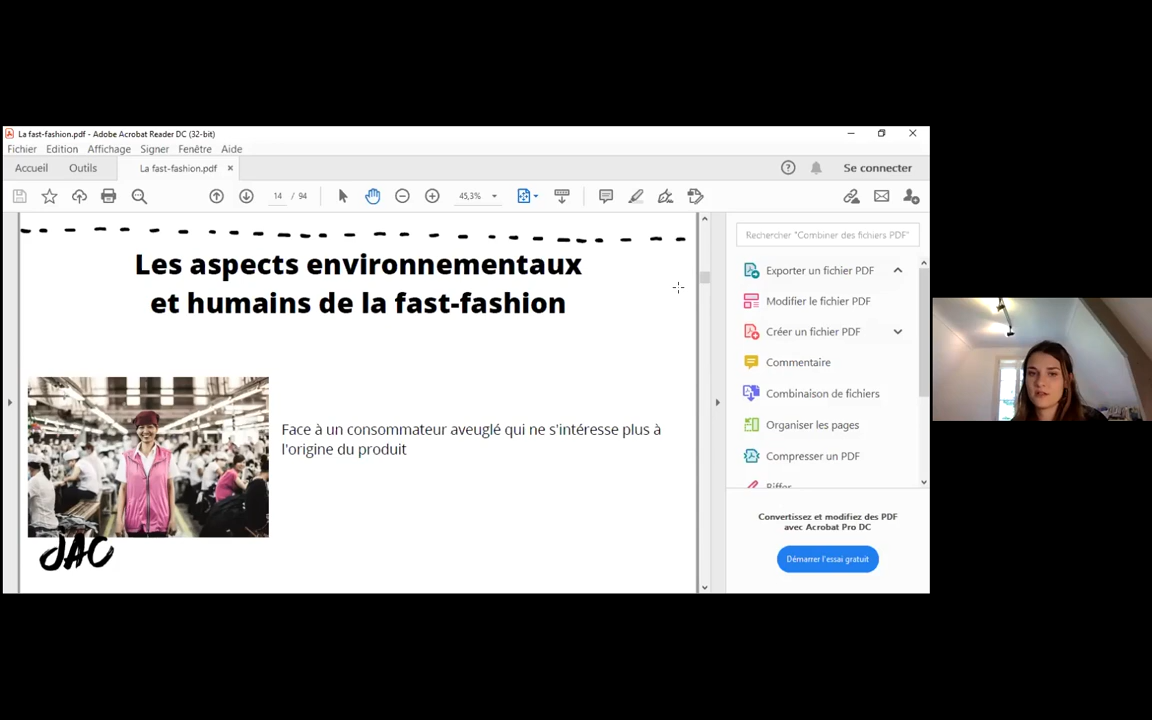 La fast-fashion.pdf - Adobe Acrobat Reader DC (32-bit)
Fichier Edition Affichage Signer Fenêtre Aide
Accueil Outils La fast-fashion.pdf × Se connecter
14 / 94 45,3%
Les aspects environnementaux
et humains de la fast-fashion
Face à un consommateur aveuglé qui ne s'intéresse plus à
l'origine du produit
JAC
Rechercher "Combiner des fichiers PDF"
Exporter un fichier PDF
Modifier le fichier PDF
Créer un fichier PDF
Commentaire
Combinaison de fichiers
Organiser les pages
Compresser un PDF
Biffer
Convertissez et modifiez des PDF
avec Acrobat Pro DC
Démarrer l'essai gratuit